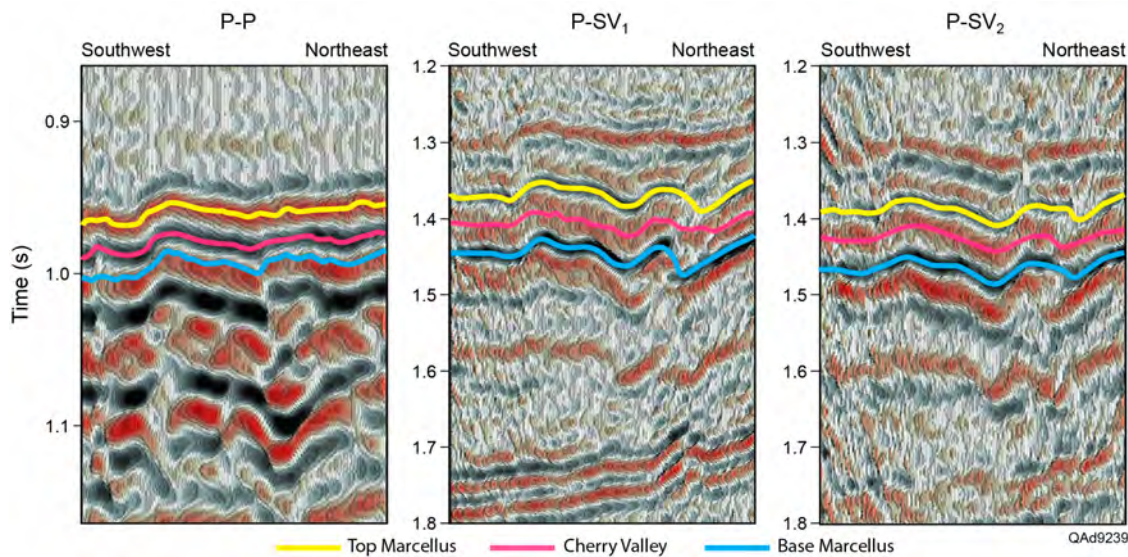 P-P
P-SV₁
P-SV₂
Southwest Northeast
Southwest Northeast
Southwest Northeast
Time (s)
0.9
1.0
1.1
1.2
1.3
1.4
1.5
1.6
1.7
1.8
1.2
1.3
1.4
1.5
1.6
1.7
1.8
Top Marcellus
Cherry Valley
Base Marcellus
QAd9239